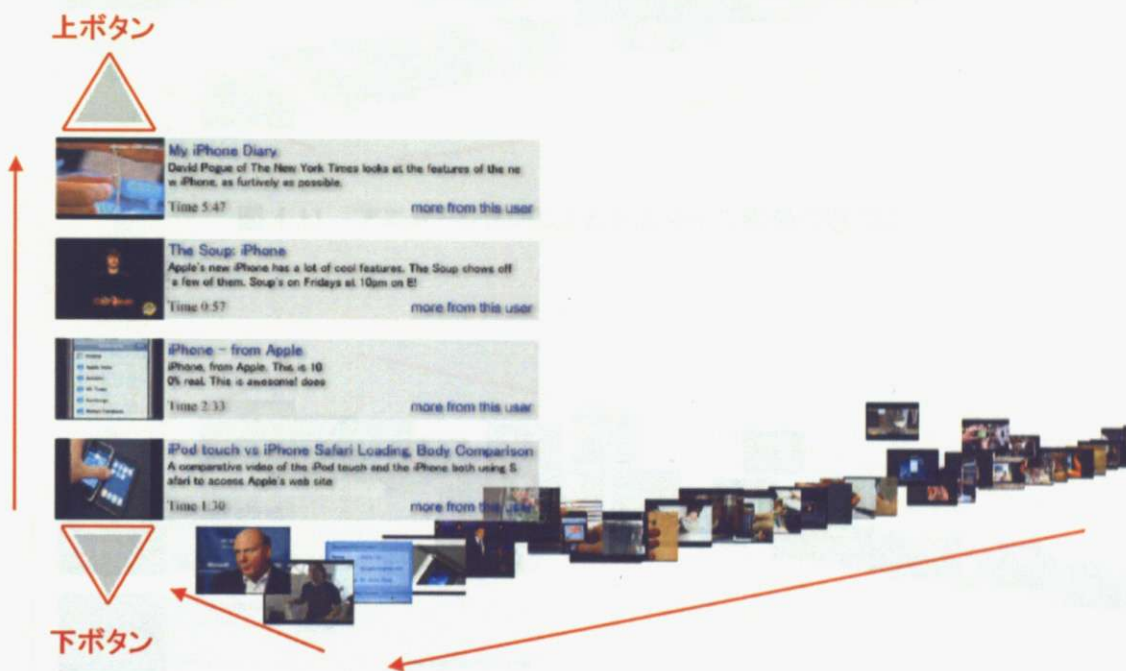 上ボタン
My iPhone Diary
David Pogue of The New York Times looks at the features of the ne
w iPhone, as furtively as possible.
Time 5:47
more from this user
The Soup: iPhone
Apple's new iPhone has a lot of cool features. The Soup shows off
a few of them. Soup's on Fridays at 10pm on E!
Time 0:57
more from this user
iPhone - from Apple
iPhone, from Apple. This is 10
0% real. This is awesome! does
Time 2:33
more from this user
iPod touch vs iPhone Safari Loading, Body Comparison
A comparative video of the iPod touch and the iPhone both using S
afari to access Apple's web site
Time 1:30
more from this user
下ボタン